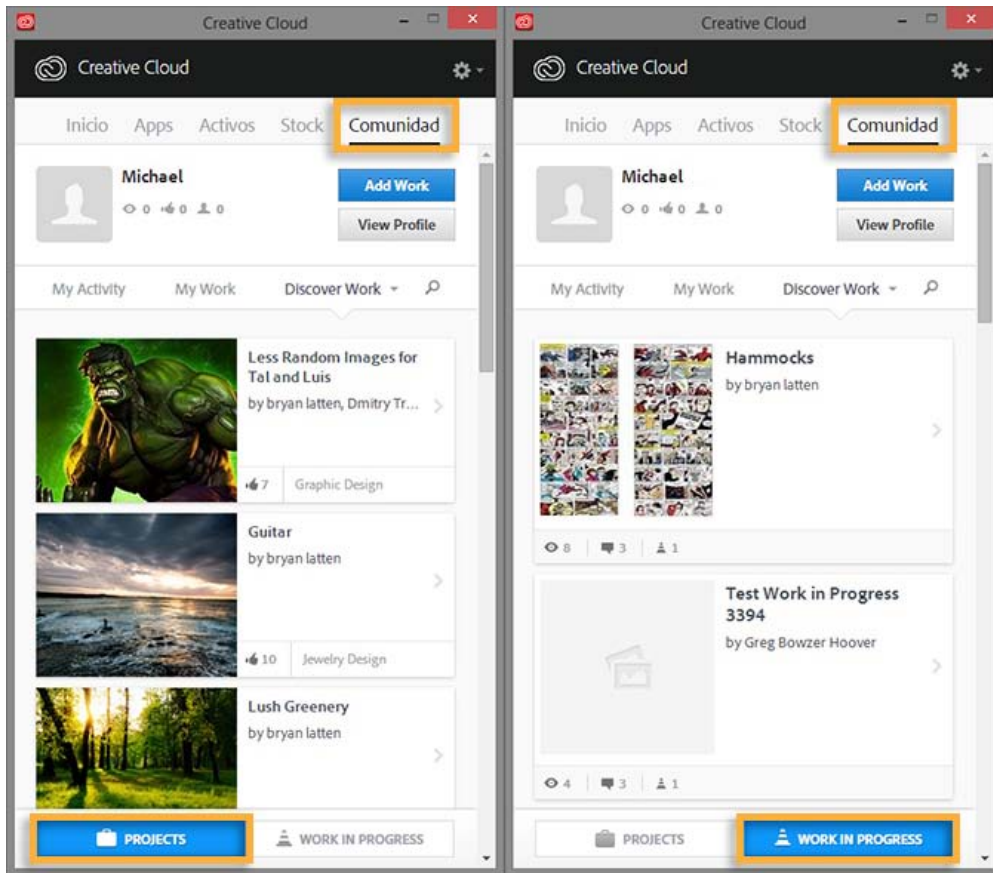 Creative Cloud
Creative Cloud
Inicio Apps Activos Stock Comunidad
Michael
0 0 0
Add Work
View Profile
My Activity My Work Discover Work
Less Random Images for
Tal and Luis
by bryan latten, Dmitry Tr...
7 Graphic Design
Guitar
by bryan latten
10 Jewelry Design
Lush Greenery
by bryan latten
PROJECTS WORK IN PROGRESS
Creative Cloud
Creative Cloud
Inicio Apps Activos Stock Comunidad
Michael
0 0 0
Add Work
View Profile
My Activity My Work Discover Work
Hammocks
by bryan latten
8 3 1
Test Work in Progress
3394
by Greg Bowzer Hoover
4 3 1
PROJECTS WORK IN PROGRESS